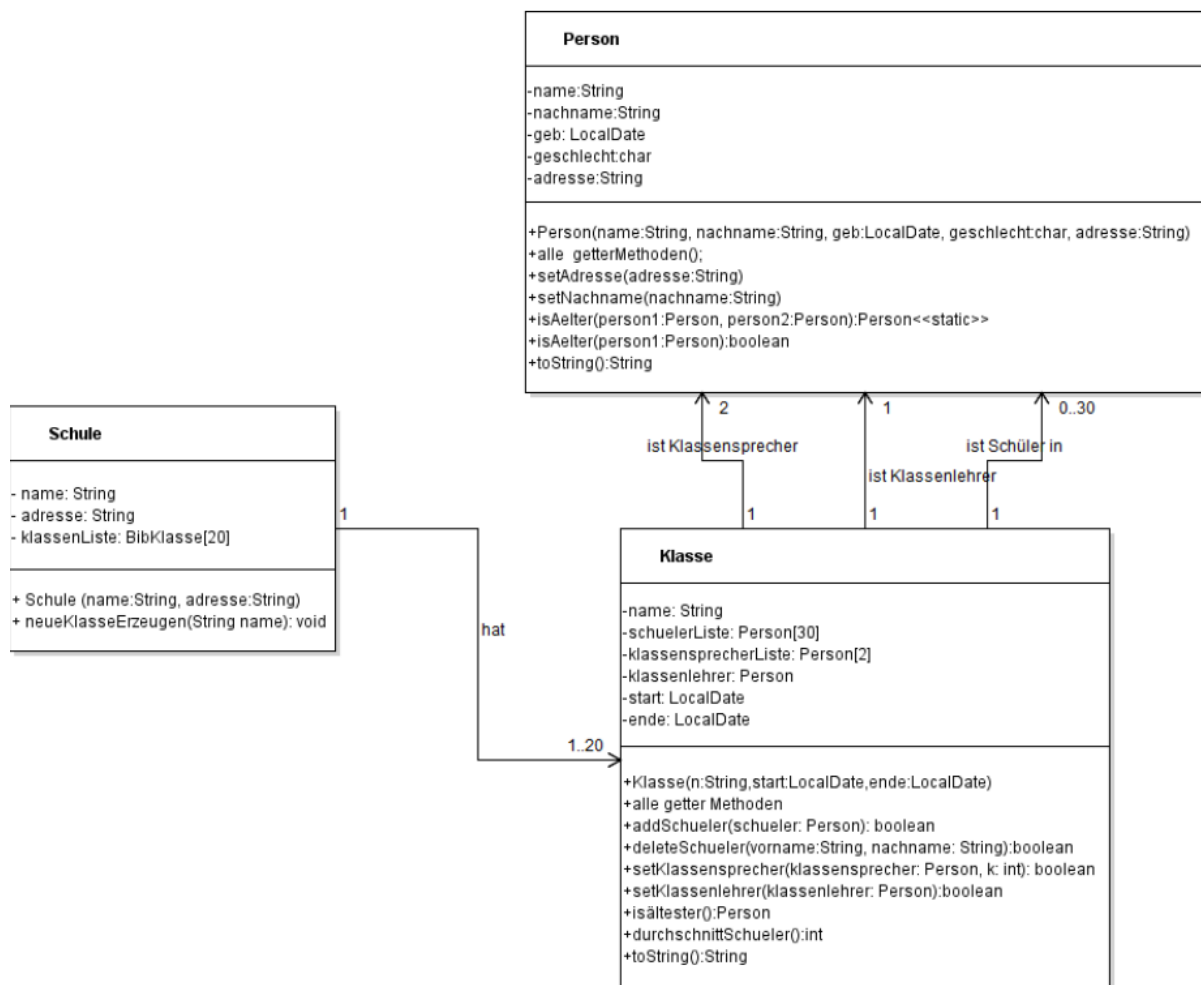 Person
-name:String
-nachname:String
-geb: LocalDate
-geschlecht:char
-adresse:String
+Person(name:String, nachname:String, geb:LocalDate, geschlecht:char, adresse:String)
+alle getterMethoden();
+setAdresse(adresse:String)
+setNachname(nachname:String)
+isAelter(person1:Person, person2:Person):Person<<static>>
+isAelter(person1:Person):boolean
+toString():String
2
1
0..30
ist Klassensprecher
ist Schüler in
ist Klassenlehrer
1
1
1
Schule
- name: String
- adresse: String
- klassenListe: BibKlasse[20]
+ Schule (name:String, adresse:String)
+ neueKlasseErzeugen(String name): void
1
hat
1..20
Klasse
-name: String
-schuelerListe: Person[30]
-klassensprecherListe: Person[2]
-klassenlehrer: Person
-start: LocalDate
-ende: LocalDate
+Klasse(n:String,start:LocalDate,ende:LocalDate)
+alle getter Methoden
+addSchueler(schueler: Person): boolean
+deleteSchueler(vorname:String, nachname: String):boolean
+setKlassensprecher(klassensprecher: Person, k: int): boolean
+setKlassenlehrer(klassenlehrer: Person):boolean
+isältester():Person
+durchschnittSchueler():int
+toString():String